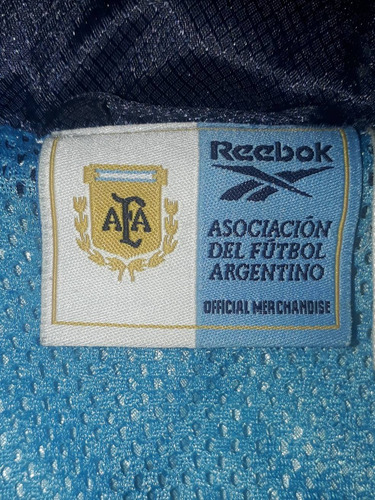 AFA
Reebok
ASOCIACIÓN
DEL FÚTBOL
ARGENTINO
OFFICIAL MERCHANDISE